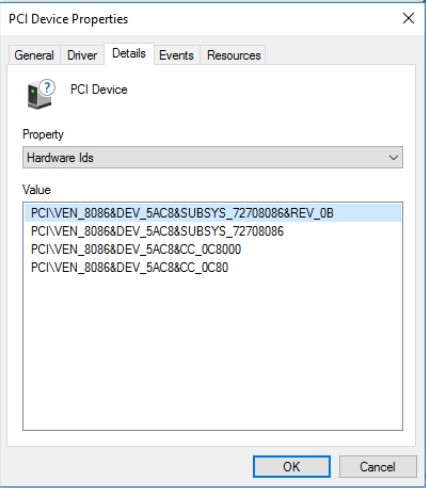 PCI Device Properties
General Driver Details Events Resources
PCI Device
Property
Hardware Ids
Value
PCI\VEN_8086&DEV_5AC8&SUBSYS_72708086&REV_0B
PCI\VEN_8086&DEV_5AC8&SUBSYS_72708086
PCI\VEN_8086&DEV_5AC8&CC_0C8000
PCI\VEN_8086&DEV_5AC8&CC_0C80
OK Cancel